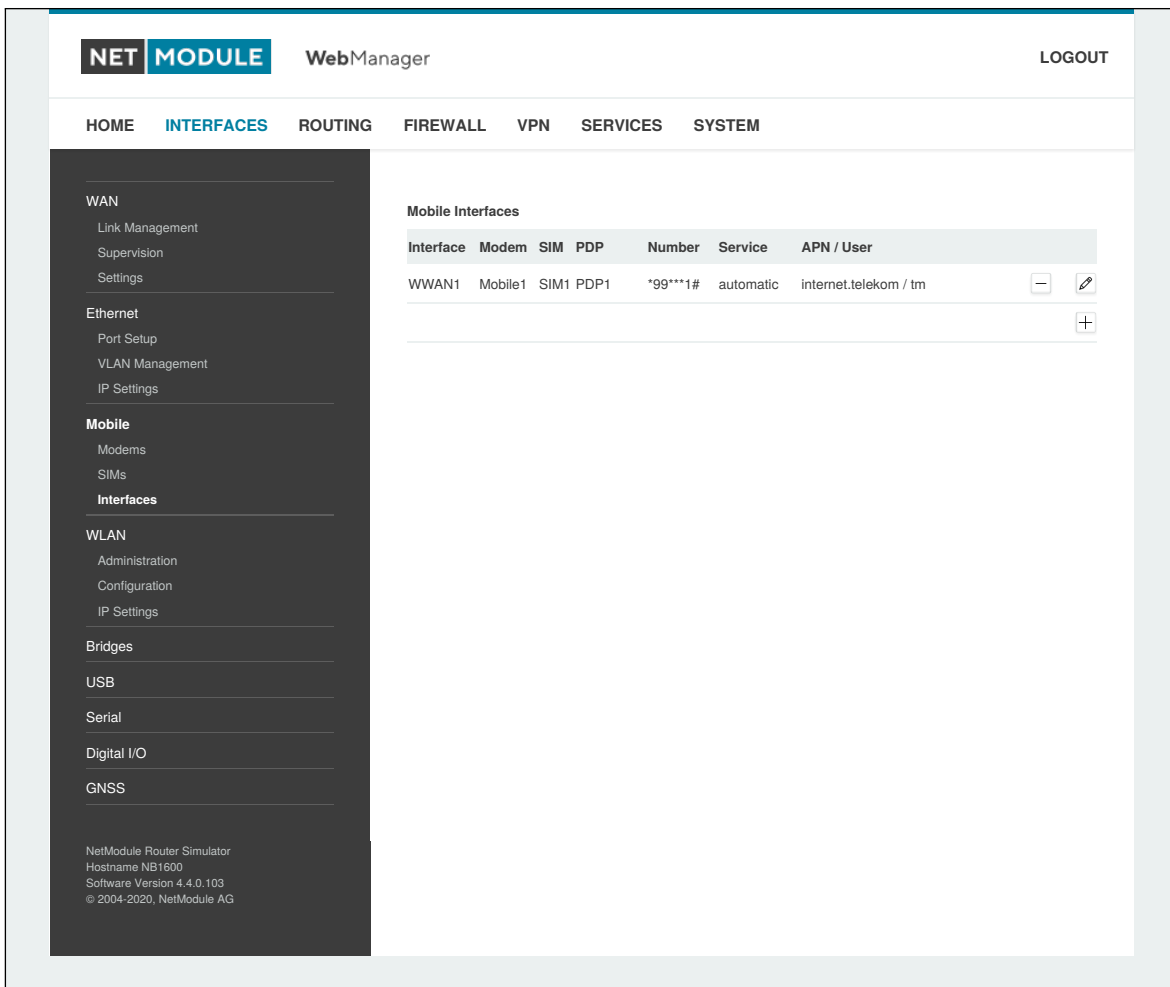 NET MODULE WebManager LOGOUT
HOME INTERFACES ROUTING FIREWALL VPN SERVICES SYSTEM
WAN
Link Management
Supervision
Settings
Ethernet
Port Setup
VLAN Management
IP Settings
Mobile
Modems
SIMs
Interfaces
WLAN
Administration
Configuration
IP Settings
Bridges
USB
Serial
Digital I/O
GNSS
NetModule Router Simulator
Hostname NB1600
Software Version 4.4.0.103
© 2004-2020, NetModule AG
Mobile Interfaces
Interface Modem SIM PDP Number Service APN / User
WWAN1 Mobile1 SIM1 PDP1 *99***1# automatic internet.telekom / tm